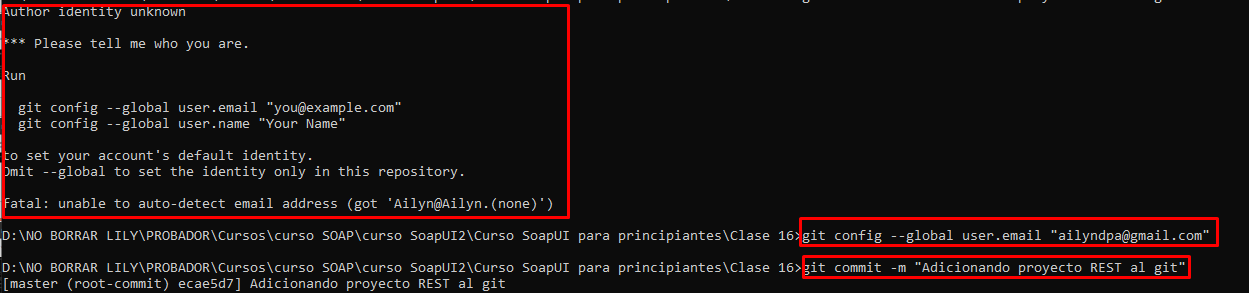 Author identity unknown
*** Please tell me who you are.
Run
git config --global user.email "you@example.com"
git config --global user.name "Your Name"
to set your account's default identity.
Omit --global to set the identity only in this repository.
fatal: unable to auto-detect email address (got 'Ailyn@Ailyn.(none)')
D:\NO BORRAR LILY\PROBADOR\Cursos\curso SOAP\curso SoapUI2\Curso SoapUI para principiantes\Clase 16>git config --global user.email "ailyndpa@gmail.com"
D:\NO BORRAR LILY\PROBADOR\Cursos\curso SOAP\curso SoapUI2\Curso SoapUI para principiantes\Clase 16>git commit -m "Adicionando proyecto REST al git"
[master (root-commit) ecae5d7] Adicionando proyecto REST al git